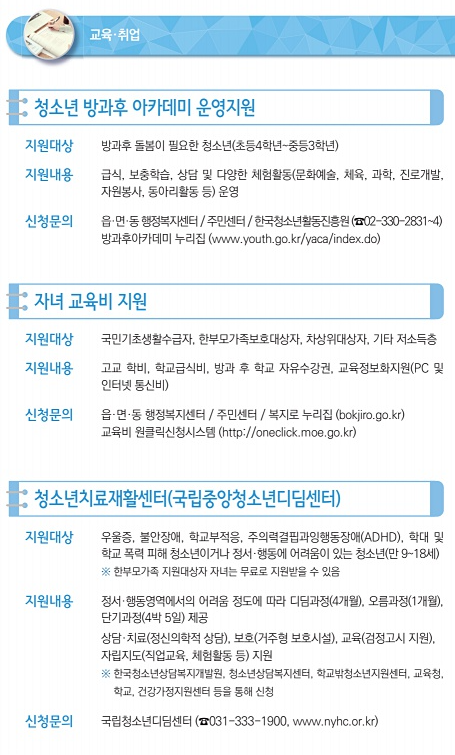 교육·취업
청소년 방과후 아카데미 운영지원
지원대상 방과후 돌봄이 필요한 청소년(초등4학년~중등3학년)
지원내용 급식, 보충학습, 상담 및 다양한 체험활동(문화예술, 체육, 과학, 진로개발,
자원봉사, 동아리활동 등) 운영
신청문의 읍·면·동 행정복지센터 / 주민센터 / 한국청소년활동진흥원 (☎02-330-2831~4)
방과후아카데미 누리집 (www.youth.go.kr/yaca/index.do)
자녀 교육비 지원
지원대상 국민기초생활수급자, 한부모가족보호대상자, 차상위대상자, 기타 저소득층
지원내용 고교 학비, 학교급식비, 방과 후 학교 자유수강권, 교육정보화지원(PC 및
인터넷 통신비)
신청문의 읍·면·동 행정복지센터 / 주민센터 / 복지로 누리집 (bokjiro.go.kr)
교육비 원클릭신청시스템 (http://oneclick.moe.go.kr)
청소년치료재활센터(국립중앙청소년디딤센터)
지원대상 우울증, 불안장애, 학교부적응, 주의력결핍과잉행동장애(ADHD), 학대 및
학교 폭력 피해 청소년이거나 정서·행동에 어려움이 있는 청소년(만 9~18세)
※ 한부모가족 지원대상자 자녀는 무료로 지원받을 수 있음
지원내용 정서·행동영역에서의 어려움 정도에 따라 디딤과정(4개월), 오름과정(1개월),
단기과정(4박 5일) 제공
상담·치료(정신의학적 상담), 보호(거주형 보호시설), 교육(검정고시 지원),
자립지도(직업교육, 체험활동 등) 지원
※ 한국청소년상담복지개발원, 청소년상담복지센터, 학교밖청소년지원센터, 교육청,
학교, 건강가정지원센터 등을 통해 신청
신청문의 국립청소년디딤센터 (☎031-333-1900, www.nyhc.or.kr)